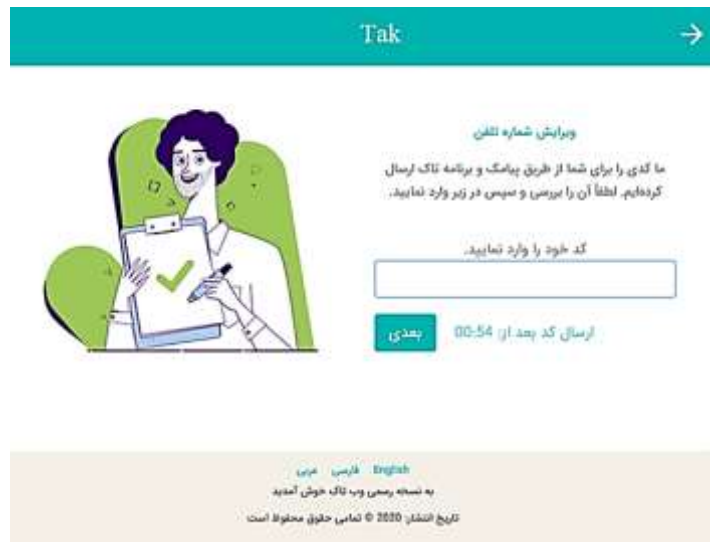 Tak
ویرایش شماره تلفن
ما کدی را برای شما از طریق پیامک و برنامه تاک ارسال
کرده‌ایم. لطفاً آن را بررسی و سپس در زیر وارد نمایید.
کد خود را وارد نمایید.
ارسال کد بعد از: 00:54 بعدی
English فارسی عربی
به نسخه رسمی وب تاک خوش آمدید
تاریخ انتشار: 2020 © تمامی حقوق محفوظ است